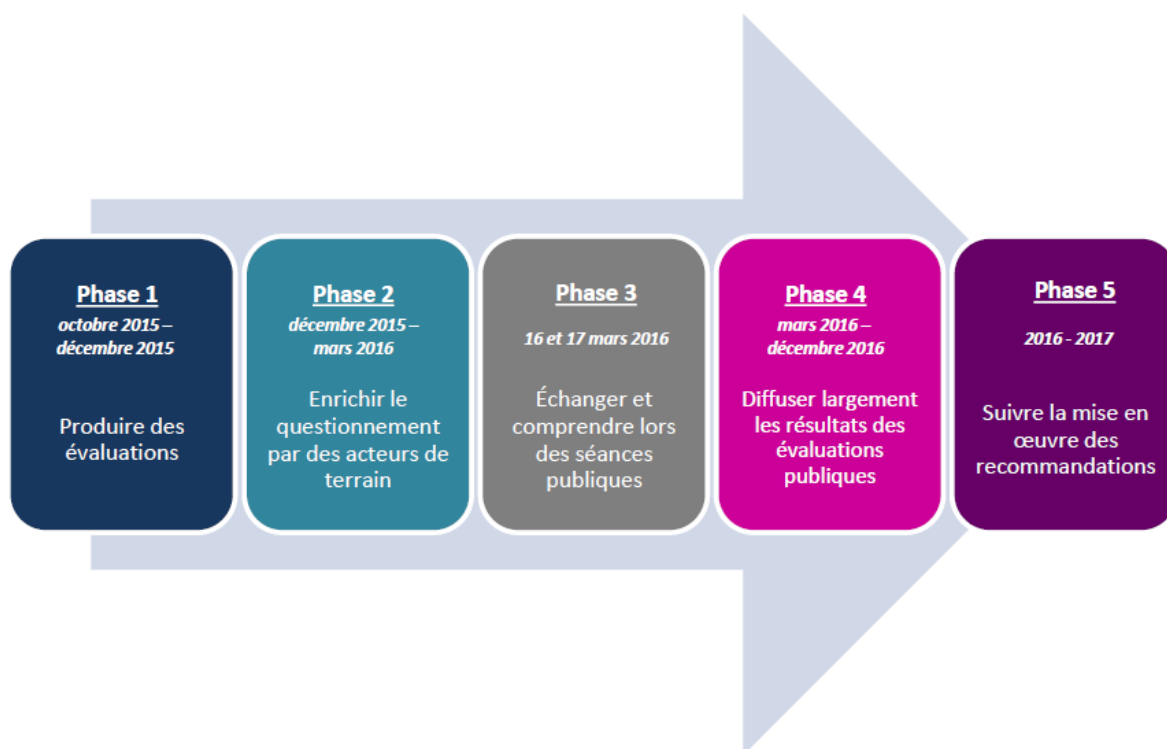 Phase 1
octobre 2015 –
décembre 2015
Produire des
évaluations
Phase 2
décembre 2015 –
mars 2016
Enrichir le
questionnement
par des acteurs de
terrain
Phase 3
16 et 17 mars 2016
Échanger et
comprendre lors
des séances
publiques
Phase 4
mars 2016 –
décembre 2016
Diffuser largement
les résultats des
évaluations
publiques
Phase 5
2016 - 2017
Suivre la mise en
œuvre des
recommandations